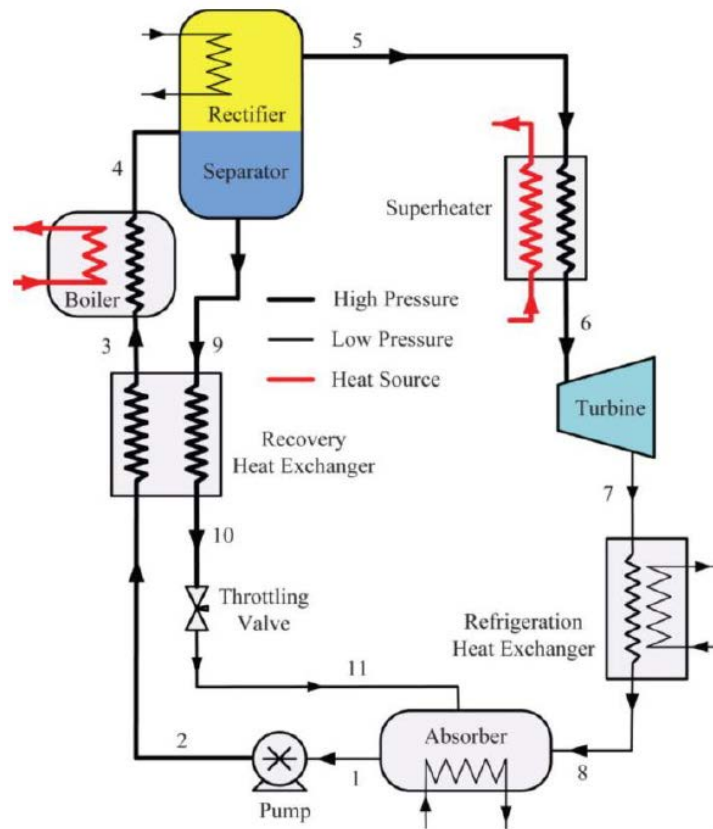 5
Rectifier
4
Separator
Superheater
Boiler
High Pressure
6
3
9
Low Pressure
Heat Source
Turbine
Recovery
Heat Exchanger
7
10
Throttling
Valve
Refrigeration
Heat Exchanger
11
2
Absorber
1
8
Pump